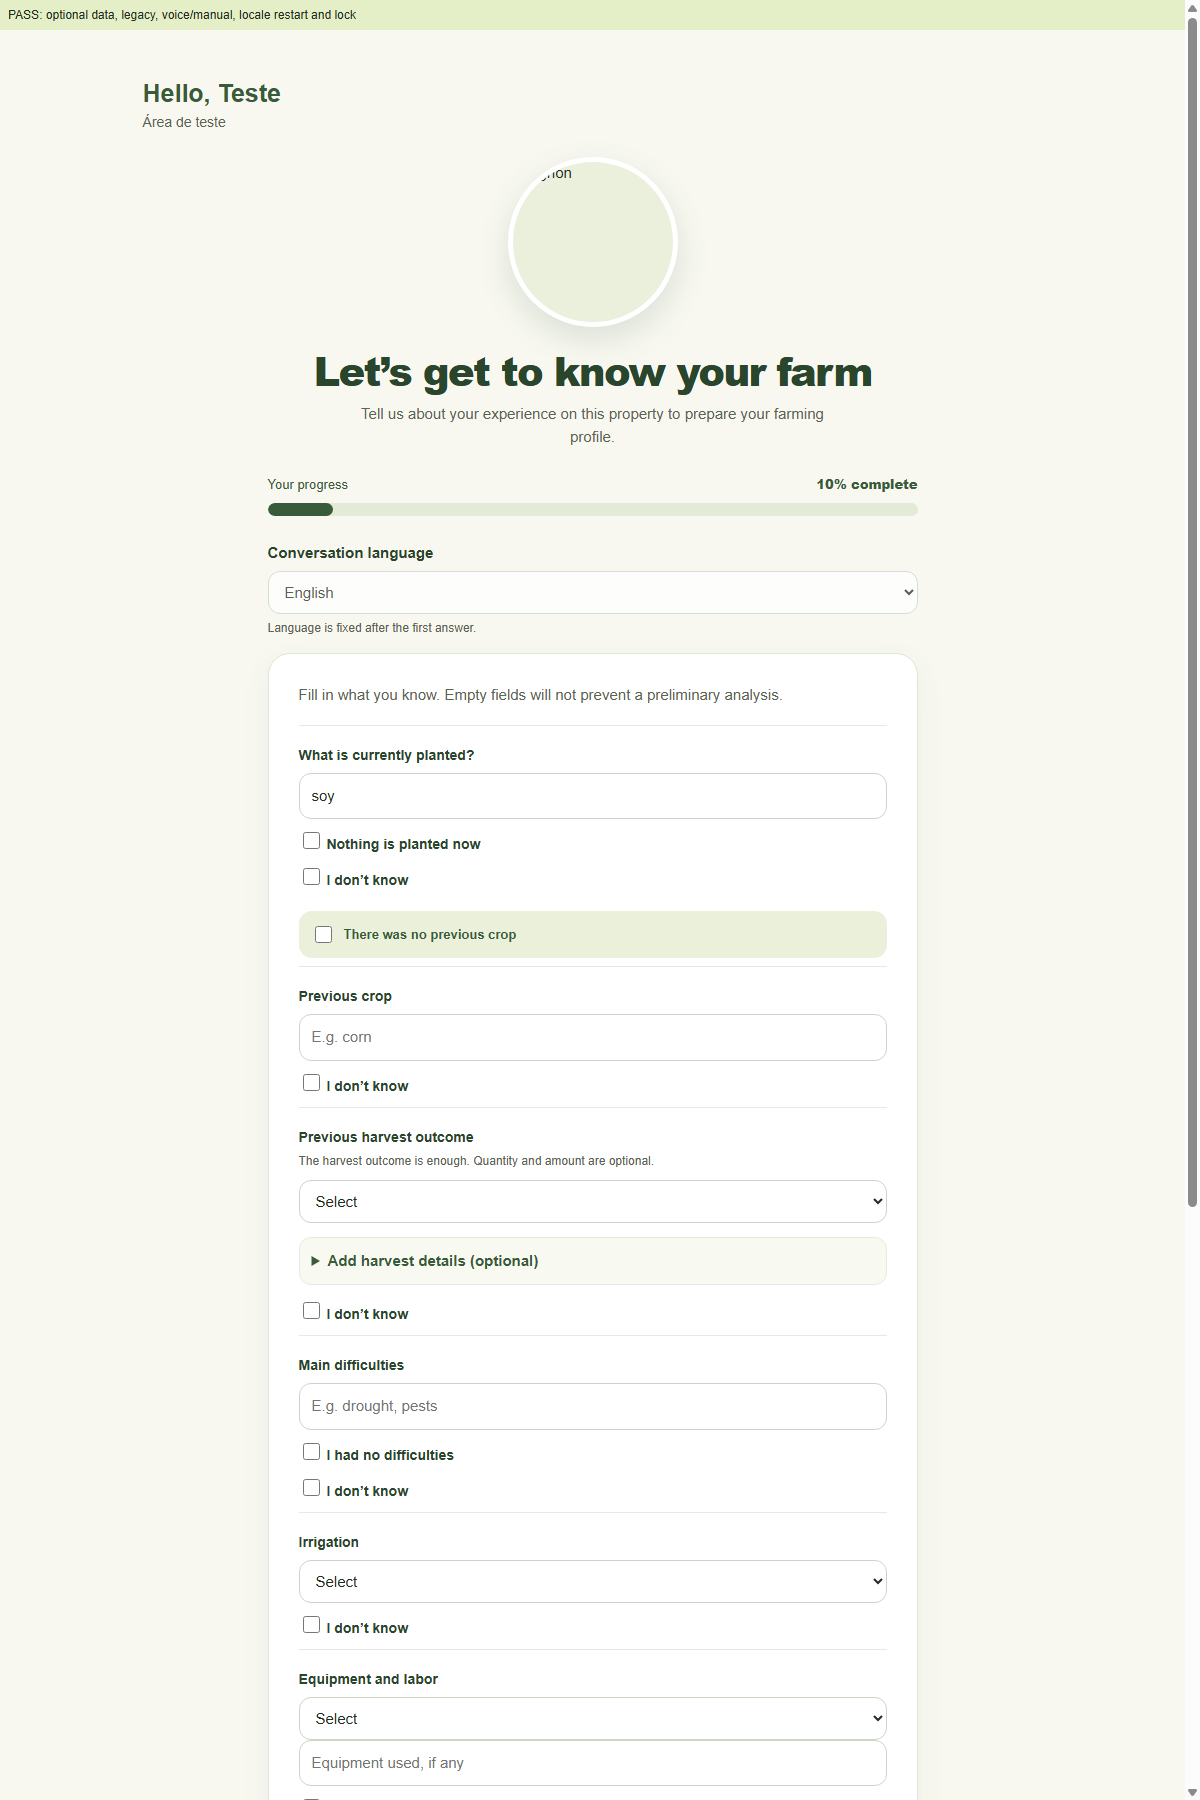 PASS: optional data, legacy, voice/manual, locale restart and lock
Hello, Teste
Área de teste
Let’s get to know your farm
Tell us about your experience on this property to prepare your farming
profile.
Your progress
10% complete
Conversation language
English
Language is fixed after the first answer.
Fill in what you know. Empty fields will not prevent a preliminary analysis.
What is currently planted?
soy
Nothing is planted now
I don’t know
There was no previous crop
Previous crop
E.g. corn
I don’t know
Previous harvest outcome
The harvest outcome is enough. Quantity and amount are optional.
Select
Add harvest details (optional)
I don’t know
Main difficulties
E.g. drought, pests
I had no difficulties
I don’t know
Irrigation
Select
I don’t know
Equipment and labor
Select
Equipment used, if any